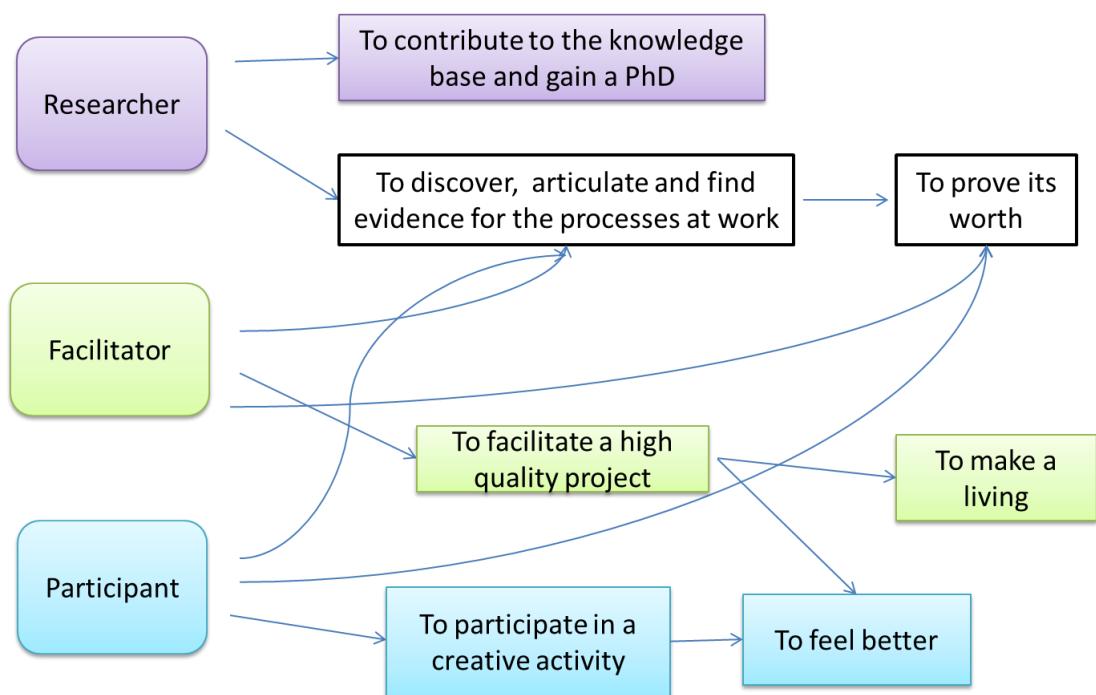 Researcher
To contribute to the knowledge
base and gain a PhD
To discover, articulate and find
evidence for the processes at work
To prove its
worth
Facilitator
To facilitate a high
quality project
To make a
living
Participant
To participate in a
creative activity
To feel better